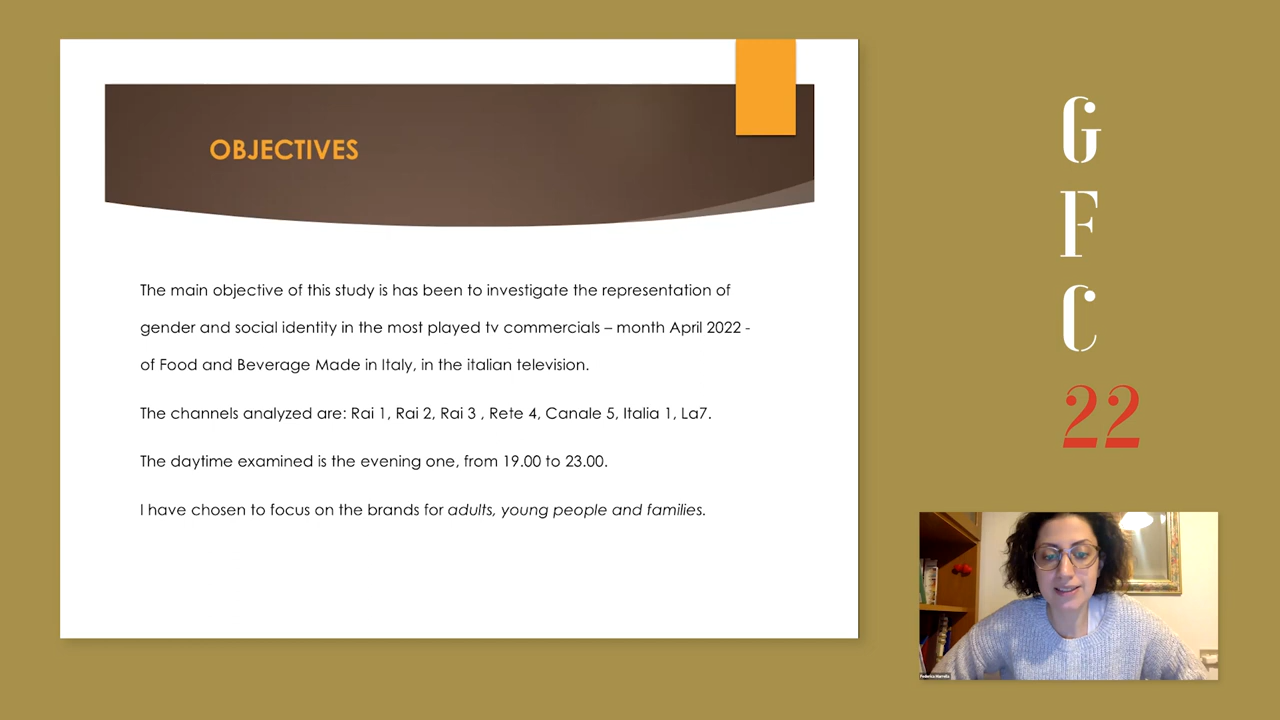 OBJECTIVES
The main objective of this study is has been to investigate the representation of
gender and social identity in the most played tv commercials – month April 2022 -
of Food and Beverage Made in Italy, in the italian television.
The channels analyzed are: Rai 1, Rai 2, Rai 3 , Rete 4, Canale 5, Italia 1, La7.
The daytime examined is the evening one, from 19.00 to 23.00.
I have chosen to focus on the brands for adults, young people and families.
G
F
C
22